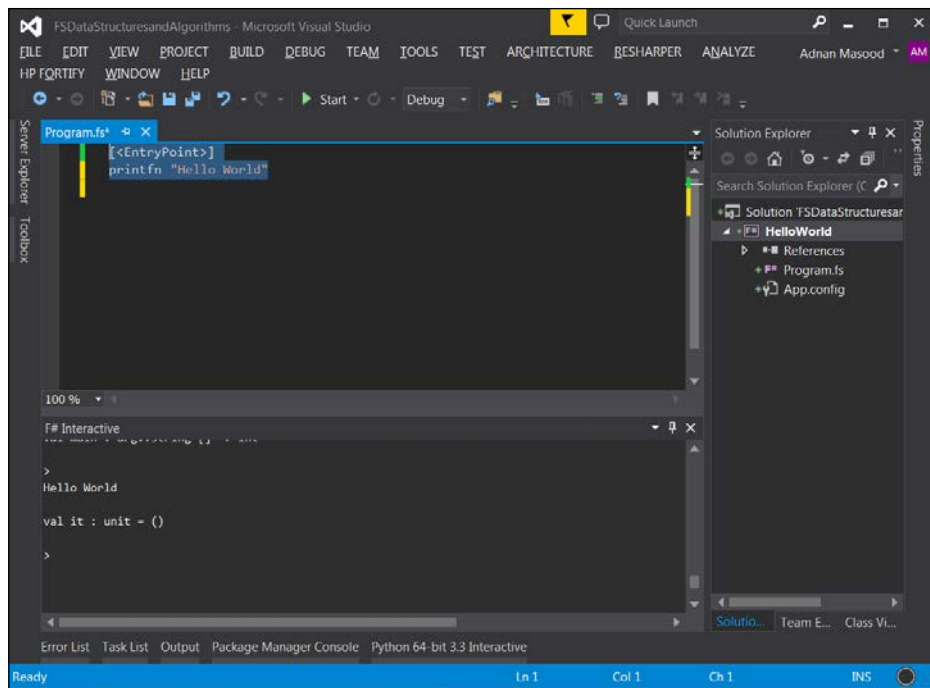 FSDataStructuresandAlgorithms - Microsoft Visual Studio
Quick Launch
FILE EDIT VIEW PROJECT BUILD DEBUG TEAM TOOLS TEST ARCHITECTURE RESHARPER ANALYZE Adnan Masood AM
HP FORTIFY WINDOW HELP
Start Debug
Server Explorer
Toolbox
Program.fs*
[<EntryPoint>]
printfn "Hello World"
100 %
F# Interactive
>
Hello World
val it : unit = ()
>
Solution Explorer
Search Solution Explorer (C
Solution 'FSDataStructuresar
HelloWorld
References
Program.fs
App.config
Solutio... Team E... Class Vi...
Properties
Error List Task List Output Package Manager Console Python 64-bit 3.3 Interactive
Ready Ln 1 Col 1 Ch 1 INS